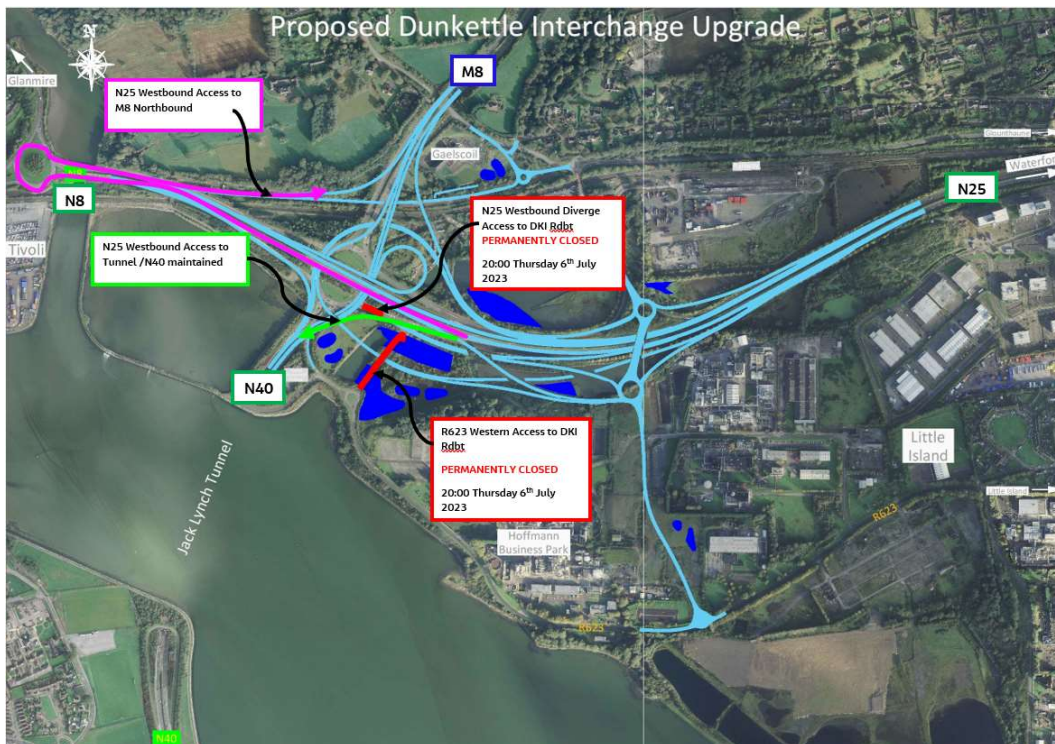 Proposed Dunkettle Interchange Upgrade
N
Glanmire
M8
N25 Westbound Access to
M8 Northbound
Gaelscoil
Glounthaune
Waterford
N25
N8
N8
Tivoli
N25 Westbound Diverge
Access to DKI Rdbt
PERMANENTLY CLOSED
20:00 Thursday 6th July
2023
N25 Westbound Access to
Tunnel /N40 maintained
N40
R623 Western Access to DKI
Rdbt
PERMANENTLY CLOSED
20:00 Thursday 6th July
2023
Little
Island
Little Island
Jack Lynch Tunnel
R623
Hoffmann
Business Park
R623
N40